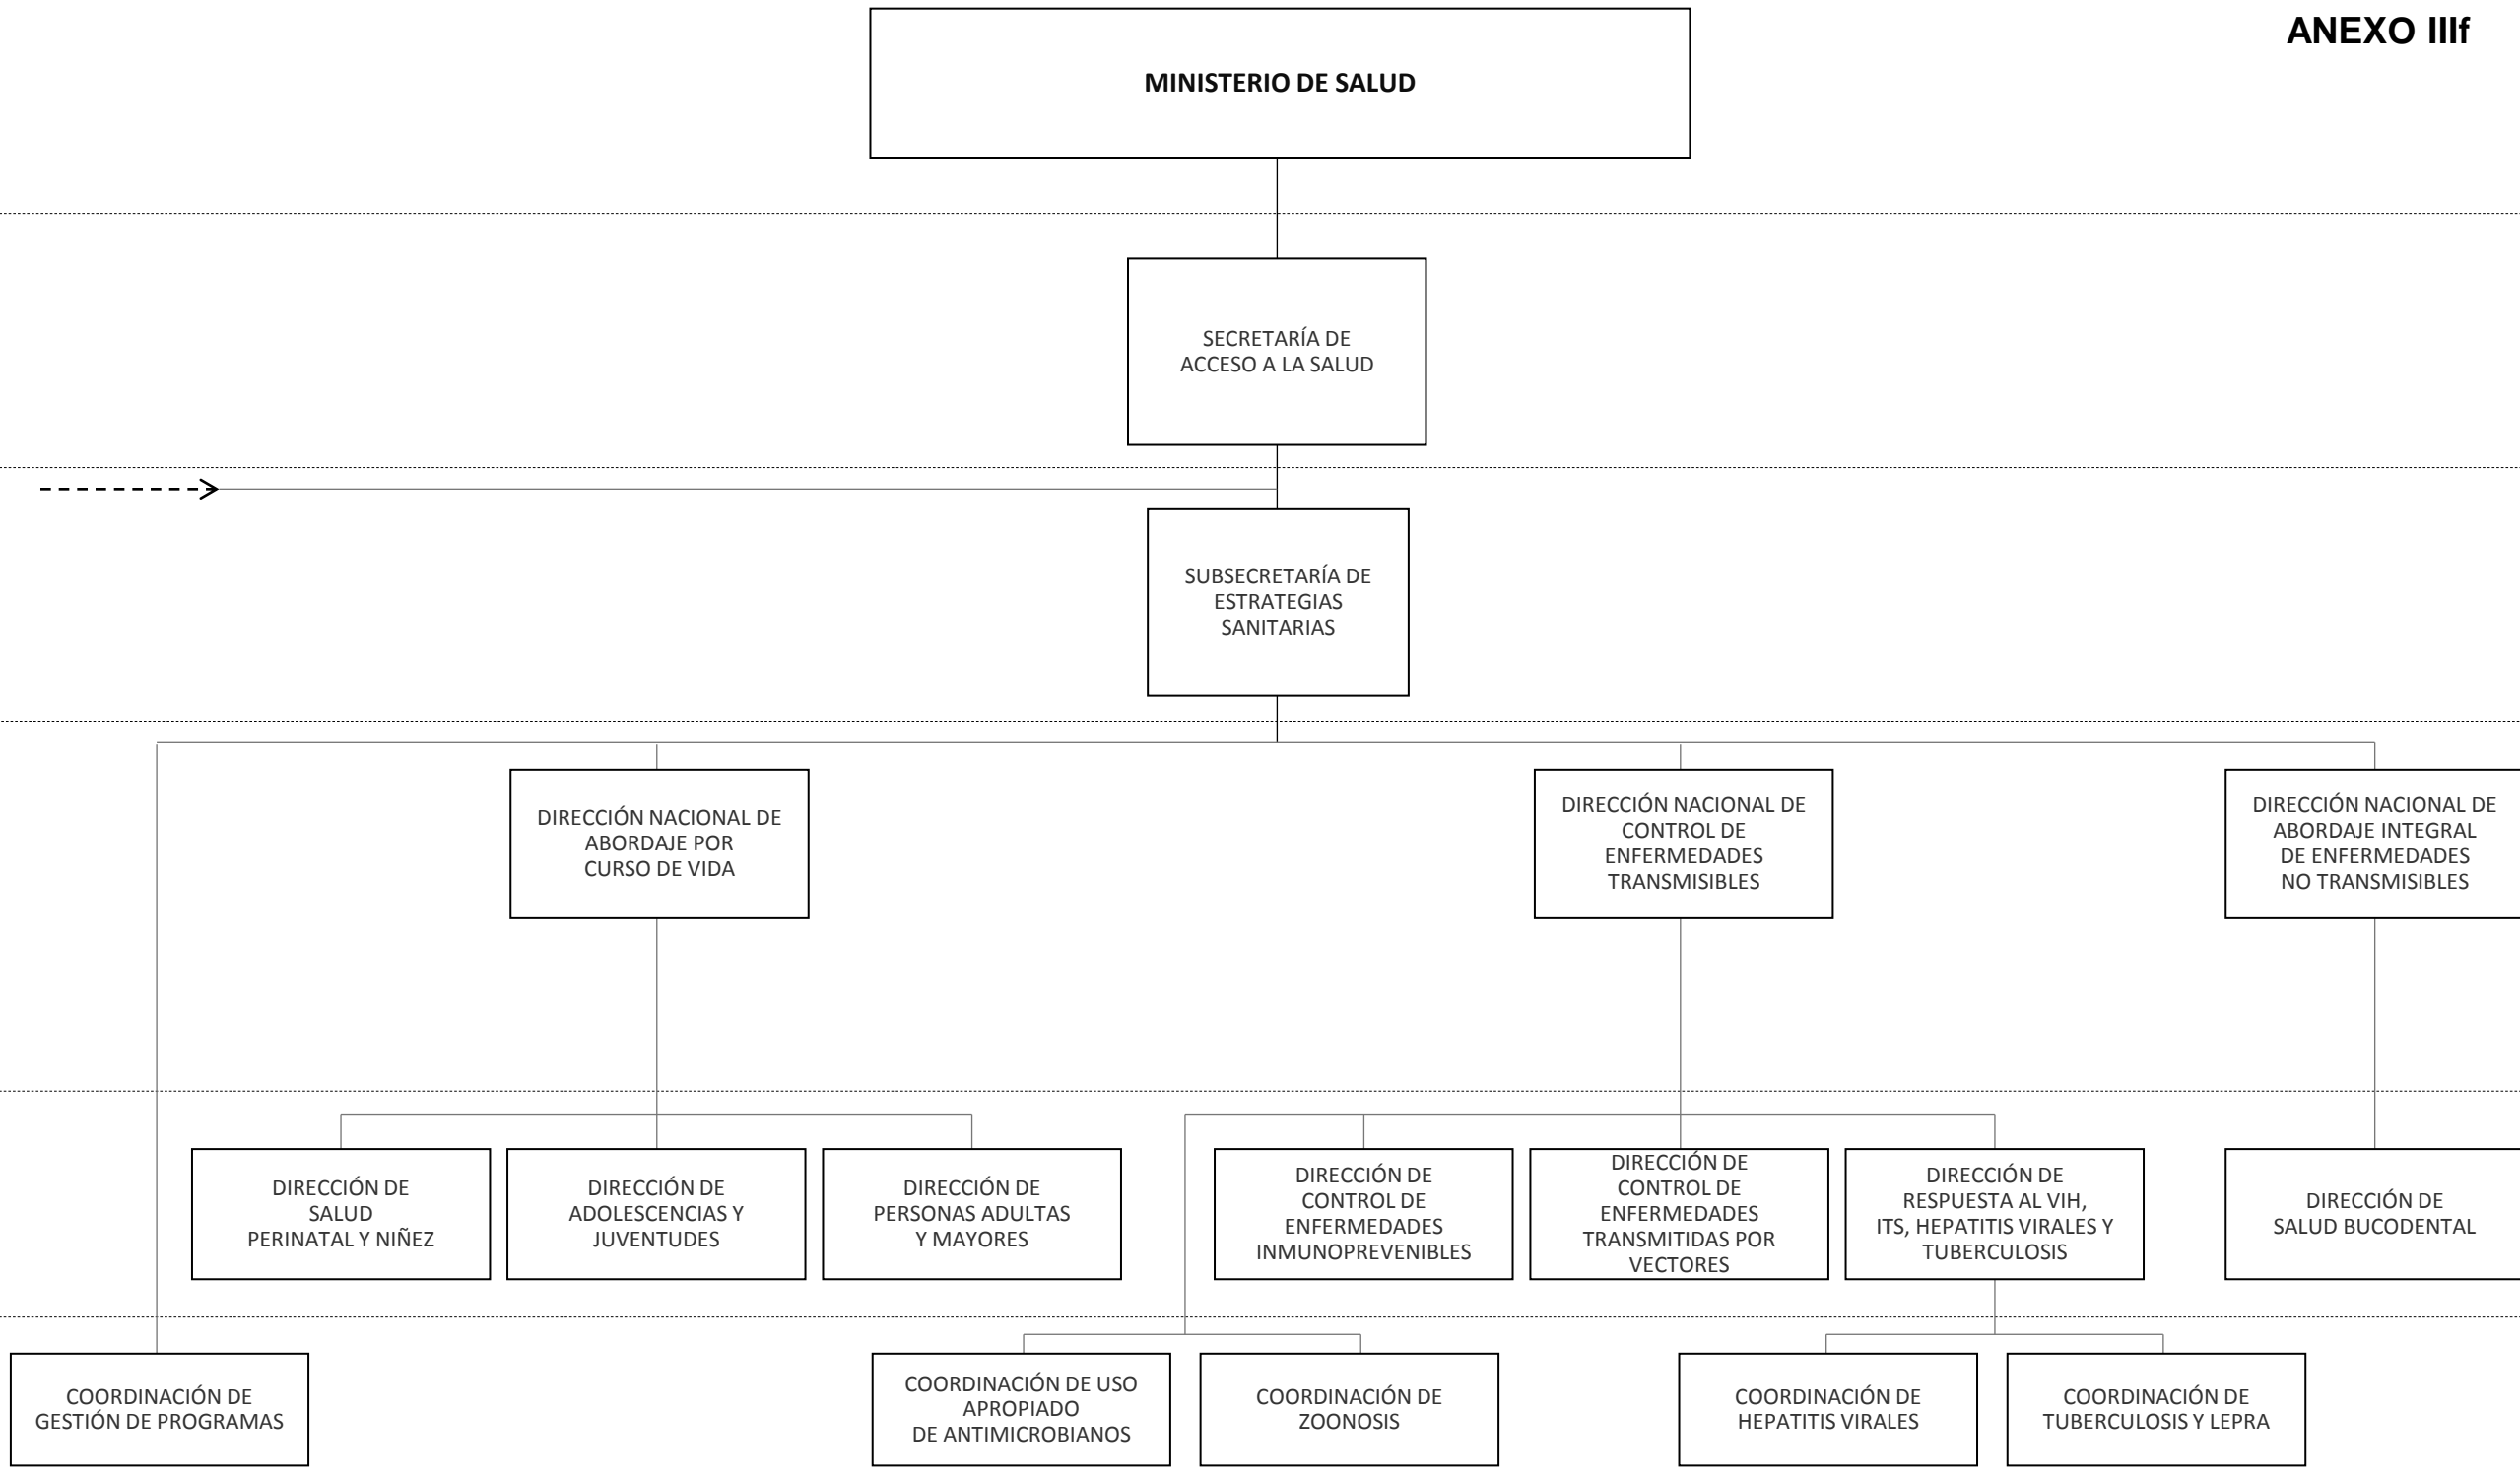 ANEXO IIIf
MINISTERIO DE SALUD
SECRETARÍA DE
ACCESO A LA SALUD
SUBSECRETARÍA DE
ESTRATEGIAS
SANITARIAS
DIRECCIÓN NACIONAL DE
ABORDAJE POR
CURSO DE VIDA
DIRECCIÓN NACIONAL DE
CONTROL DE
ENFERMEDADES
TRANSMISIBLES
DIRECCIÓN NACIONAL DE
ABORDAJE INTEGRAL
DE ENFERMEDADES
NO TRANSMISIBLES
DIRECCIÓN DE
SALUD
PERINATAL Y NIÑEZ
DIRECCIÓN DE
ADOLESCENCIAS Y
JUVENTUDES
DIRECCIÓN DE
PERSONAS ADULTAS
Y MAYORES
DIRECCIÓN DE
CONTROL DE
ENFERMEDADES
INMUNOPREVENIBLES
DIRECCIÓN DE
CONTROL DE
ENFERMEDADES
TRANSMITIDAS POR
VECTORES
DIRECCIÓN DE
RESPUESTA AL VIH,
ITS, HEPATITIS VIRALES Y
TUBERCULOSIS
DIRECCIÓN DE
SALUD BUCODENTAL
COORDINACIÓN DE
GESTIÓN DE PROGRAMAS
COORDINACIÓN DE USO
APROPIADO
DE ANTIMICROBIANOS
COORDINACIÓN DE
ZOONOSIS
COORDINACIÓN DE
HEPATITIS VIRALES
COORDINACIÓN DE
TUBERCULOSIS Y LEPRA